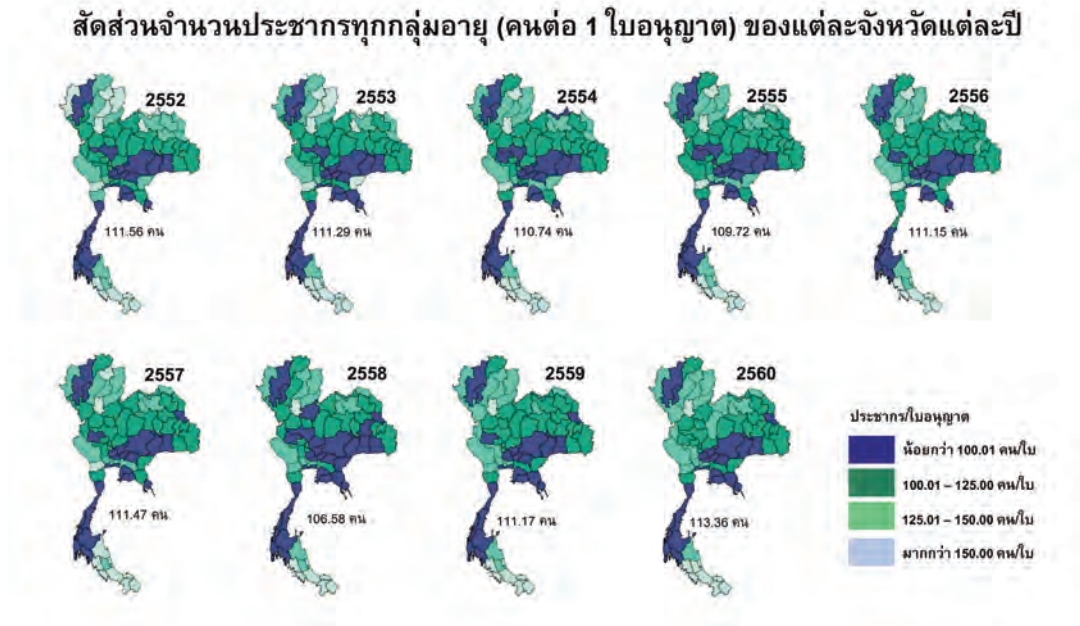 สัดส่วนจำนวนประชากรทุกกลุ่มอายุ (คนต่อ 1 ใบอนุญาต) ของแต่ละจังหวัดแต่ละปี
2552
2553
2554
2555
2556
111.56 คน
111.29 คน
110.74 คน
109.72 คน
111.15 คน
2557
2558
2559
2560
111.47 คน
106.58 คน
111.17 คน
113.36 คน
ประชากร/ใบอนุญาต
น้อยกว่า 100.01 คน/ใบ
100.01 – 125.00 คน/ใบ
125.01 – 150.00 คน/ใบ
มากกว่า 150.00 คน/ใบ